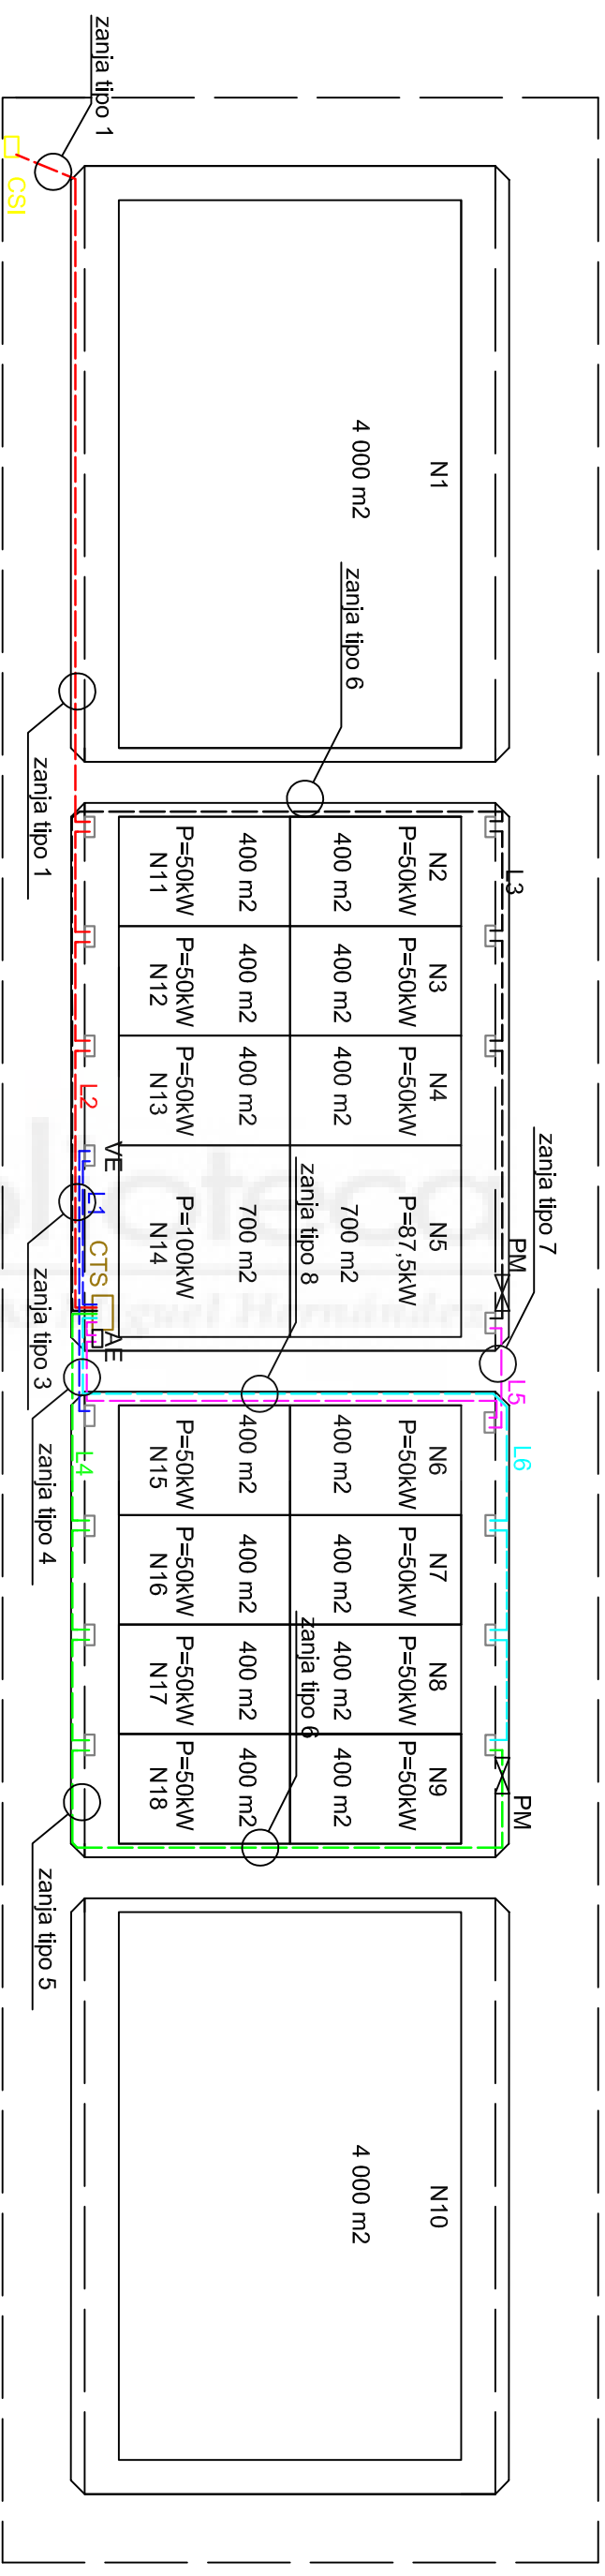 zanja tipo 1
CSI
N1
4 000 m2
zanja tipo 6
zanja tipo 1
L3
N2
P=50kW
400 m2
400 m2
P=50kW
N11
N3
P=50kW
400 m2
400 m2
P=50kW
N12
N4
P=50kW
400 m2
400 m2
P=50kW
N13
L2
VE
zanja tipo 7
PM
N5
P=87,5kW
700 m2
700 m2
P=100kW
N14
zanja tipo 8
L1
CTS
AE
zanja tipo 3
L5
L6
L4
zanja tipo 4
N6
P=50kW
400 m2
400 m2
P=50kW
N15
N7
P=50kW
400 m2
400 m2
P=50kW
N16
N8
P=50kW
400 m2
400 m2
P=50kW
N17
zanja tipo 6
N9
P=50kW
400 m2
400 m2
P=50kW
N18
PM
zanja tipo 5
N10
4 000 m2